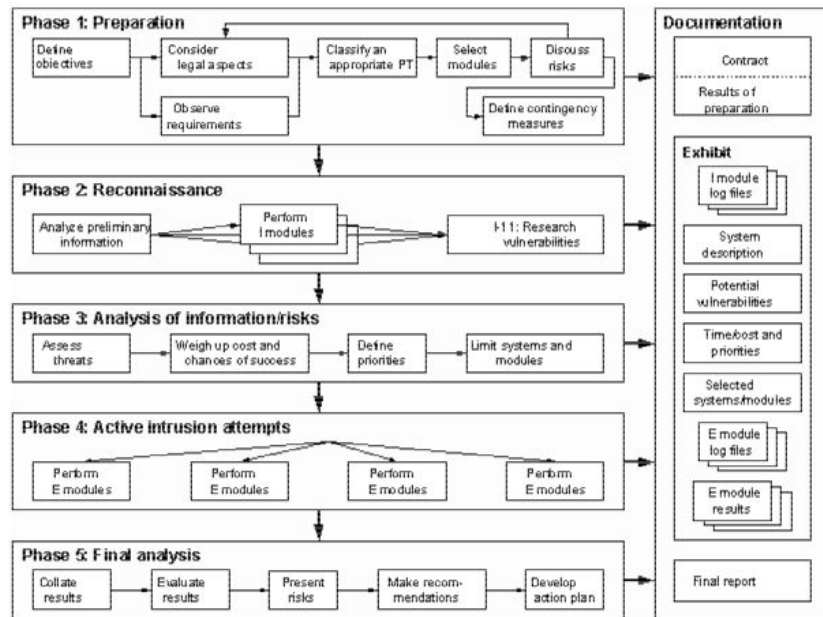 Phase 1: Preparation
Define
objectives
Consider
legal aspects
Classify an
appropriate PT
Select
modules
Discuss
risks
Observe
requirements
Define contingency
measures
Phase 2: Reconnaissance
Analyze preliminary
information
Perform
I modules
I-11: Research
vulnerabilities
Phase 3: Analysis of information/risks
Assess
threats
Weigh up cost and
chances of success
Define
priorities
Limit systems and
modules
Phase 4: Active intrusion attempts
Perform
E modules
Perform
E modules
Perform
E modules
Perform
E modules
Phase 5: Final analysis
Collate
results
Evaluate
results
Present
risks
Make recom-
mendations
Develop
action plan
Documentation
Contract
Results of
preparation
Exhibit
I module
log files
System
description
Potential
vulnerabilities
Time/cost and
priorities
Selected
systems/modules
E module
log files
E module
results
Final report